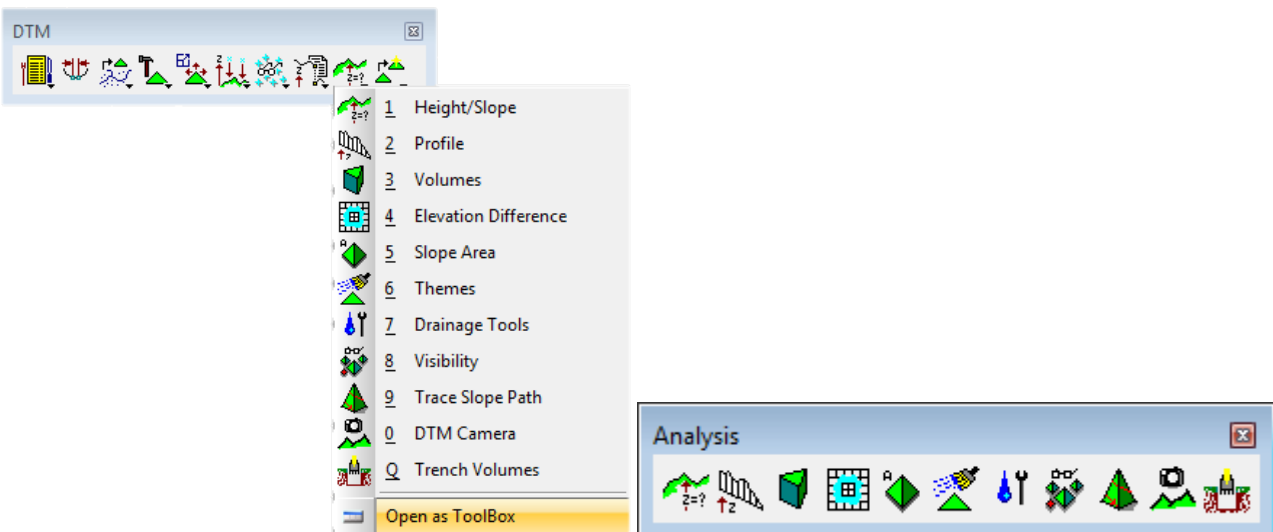 DTM
1 Height/Slope
2 Profile
3 Volumes
4 Elevation Difference
5 Slope Area
6 Themes
7 Drainage Tools
8 Visibility
9 Trace Slope Path
0 DTM Camera
Q Trench Volumes
Open as ToolBox
Analysis